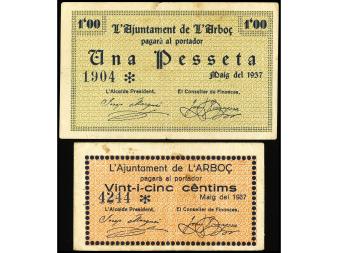 1'00 1'00
L'Ajuntament de L'Arboç
pagarà al portador
Una Pesseta
1904 * Maig del 1937
L'Alcalde President, El Conseller de Finances,
L'Ajuntament de L'ARBOÇ
pagarà al portador
Vint-i-cinc cèntims
4244 * Maig del 1937
L'Alcalde President, El Conseller de Finances,